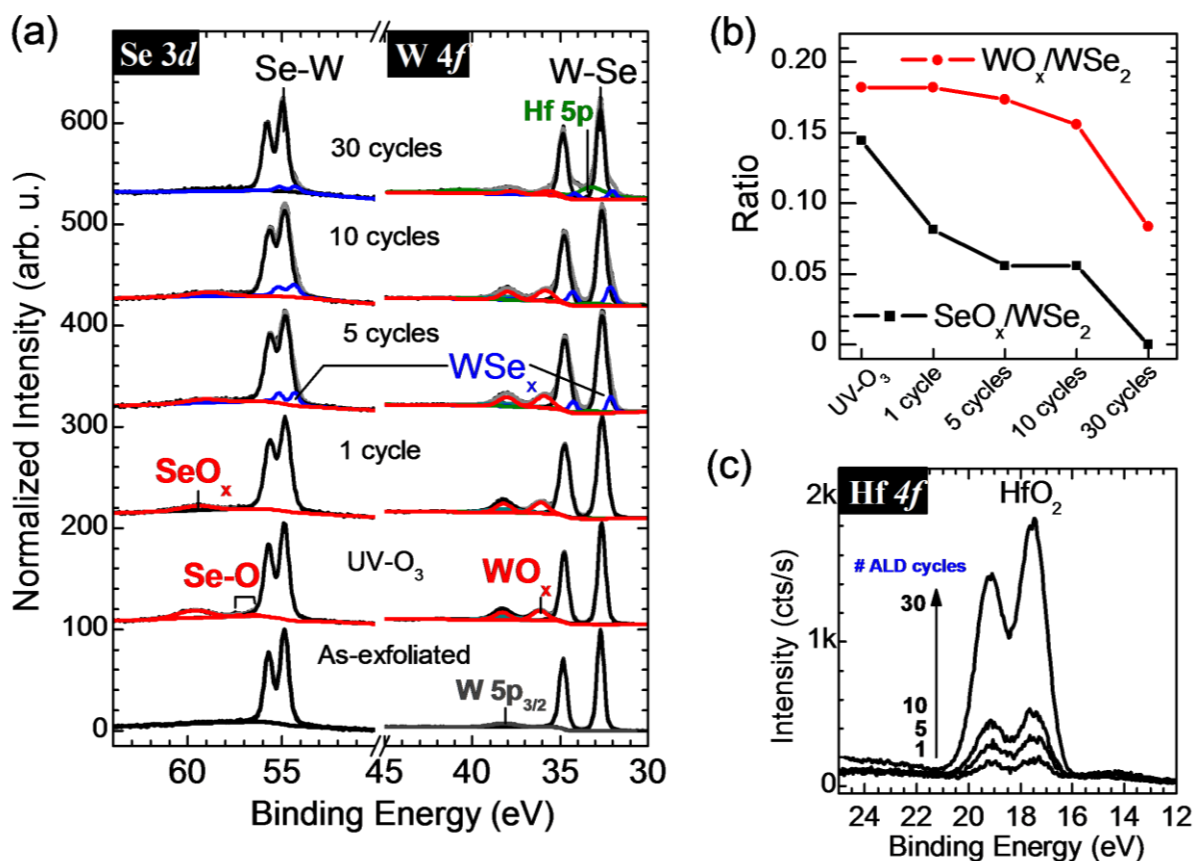 (a)
Se 3d
W 4f
Se-W
W-Se
Hf 5p
30 cycles
10 cycles
5 cycles
WSeₓ
1 cycle
SeOₓ
UV-O₃
Se-O
WOₓ
As-exfoliated
W 5p₃/₂
600
500
400
300
200
100
0
Normalized Intensity (arb. u.)
60 55 45 40 35 30
Binding Energy (eV)
(b)
WOₓ/WSe₂
SeOₓ/WSe₂
0.20
0.15
0.10
0.05
0
Ratio
UV-O₃
1 cycle
5 cycles
10 cycles
30 cycles
(c)
Hf 4f
HfO₂
# ALD cycles
30
10
5
1
2k
1k
0
Intensity (cts/s)
24 22 20 19 16 14 12
Binding Energy (eV)